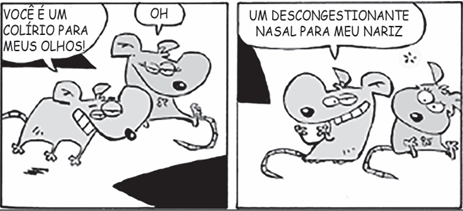 VOCÊ É UM
COLÍRIO PARA
MEUS OLHOS!
OH
UM DESCONGESTIONANTE
NASAL PARA MEU NARIZ